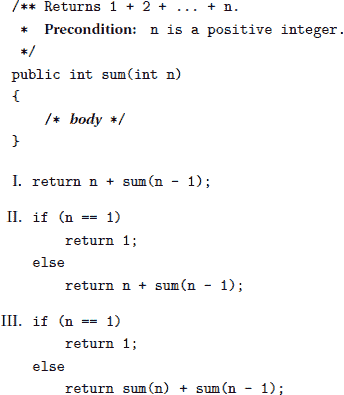 /** Returns 1 + 2 + ... + n.
* Precondition: n is a positive integer.
*/
public int sum(int n)
{
/* body */
}
I. return n + sum(n - 1);
II. if (n == 1)
return 1;
else
return n + sum(n - 1);
III. if (n == 1)
return 1;
else
return sum(n) + sum(n - 1);